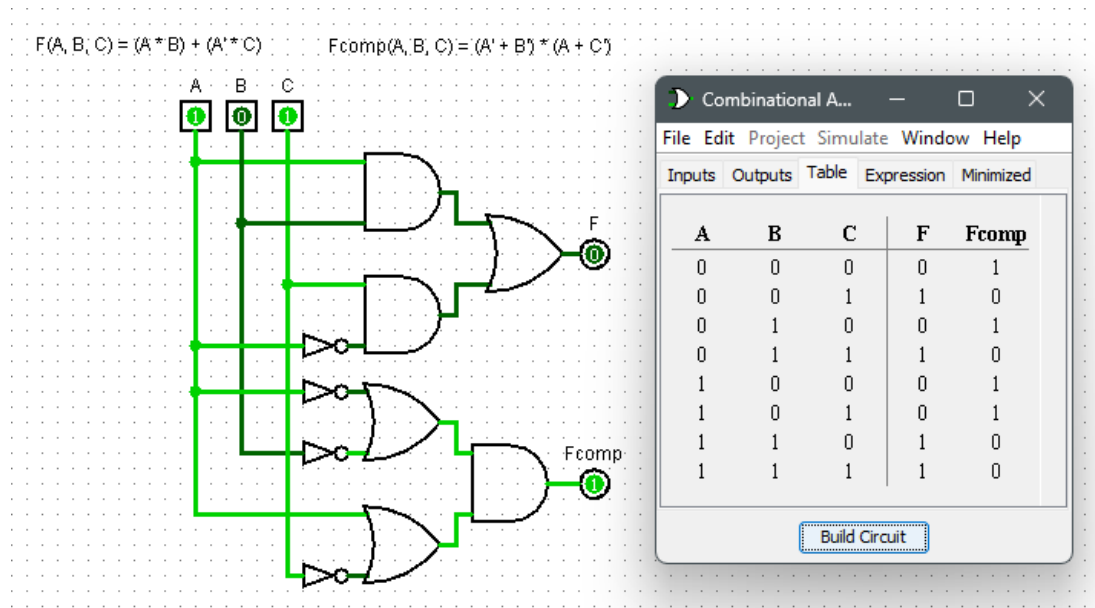 F(A, B, C) = (A * B) + (A' * C)
Fcomp(A, B, C) = (A' + B') * (A + C')
A B C
1 0 1
F
0
Fcomp
1
Combinational A...
File Edit Project Simulate Window Help
Inputs Outputs Table Expression Minimized
A B C F Fcomp
0 0 0 0 1
0 0 1 1 0
0 1 0 0 1
0 1 1 1 0
1 0 0 0 1
1 0 1 0 1
1 1 0 1 0
1 1 1 1 0
Build Circuit